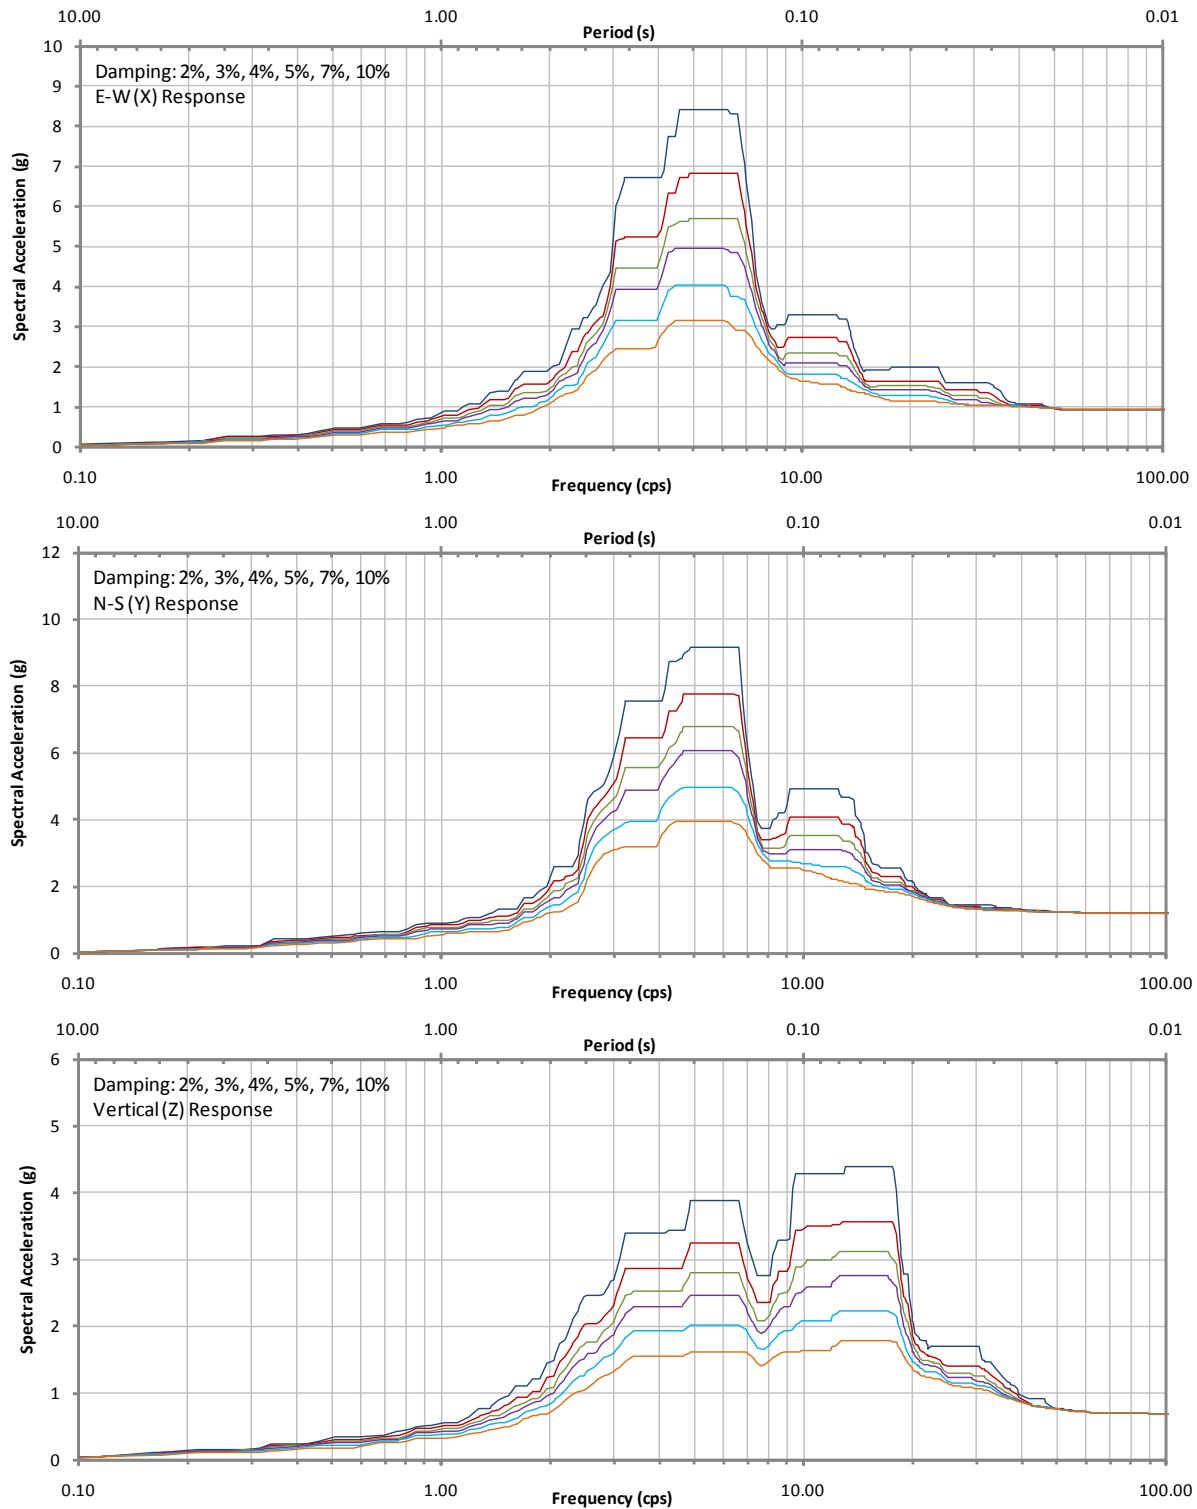 10.00 1.00 0.10 0.01
Period (s)
10
Damping: 2%, 3%, 4%, 5%, 7%, 10%
9
E-W (X) Response
8
7
6
5
4
3
2
1
0
Spectral Acceleration (g)
0.10 1.00 10.00 100.00
Frequency (cps)
10.00 1.00 0.10 0.01
Period (s)
12
Damping: 2%, 3%, 4%, 5%, 7%, 10%
N-S (Y) Response
10
8
6
4
2
0
Spectral Acceleration (g)
0.10 1.00 10.00 100.00
Frequency (cps)
10.00 1.00 0.10 0.01
Period (s)
6
Damping: 2%, 3%, 4%, 5%, 7%, 10%
Vertical (Z) Response
5
4
3
2
1
0
Spectral Acceleration (g)
0.10 1.00 10.00 100.00
Frequency (cps)